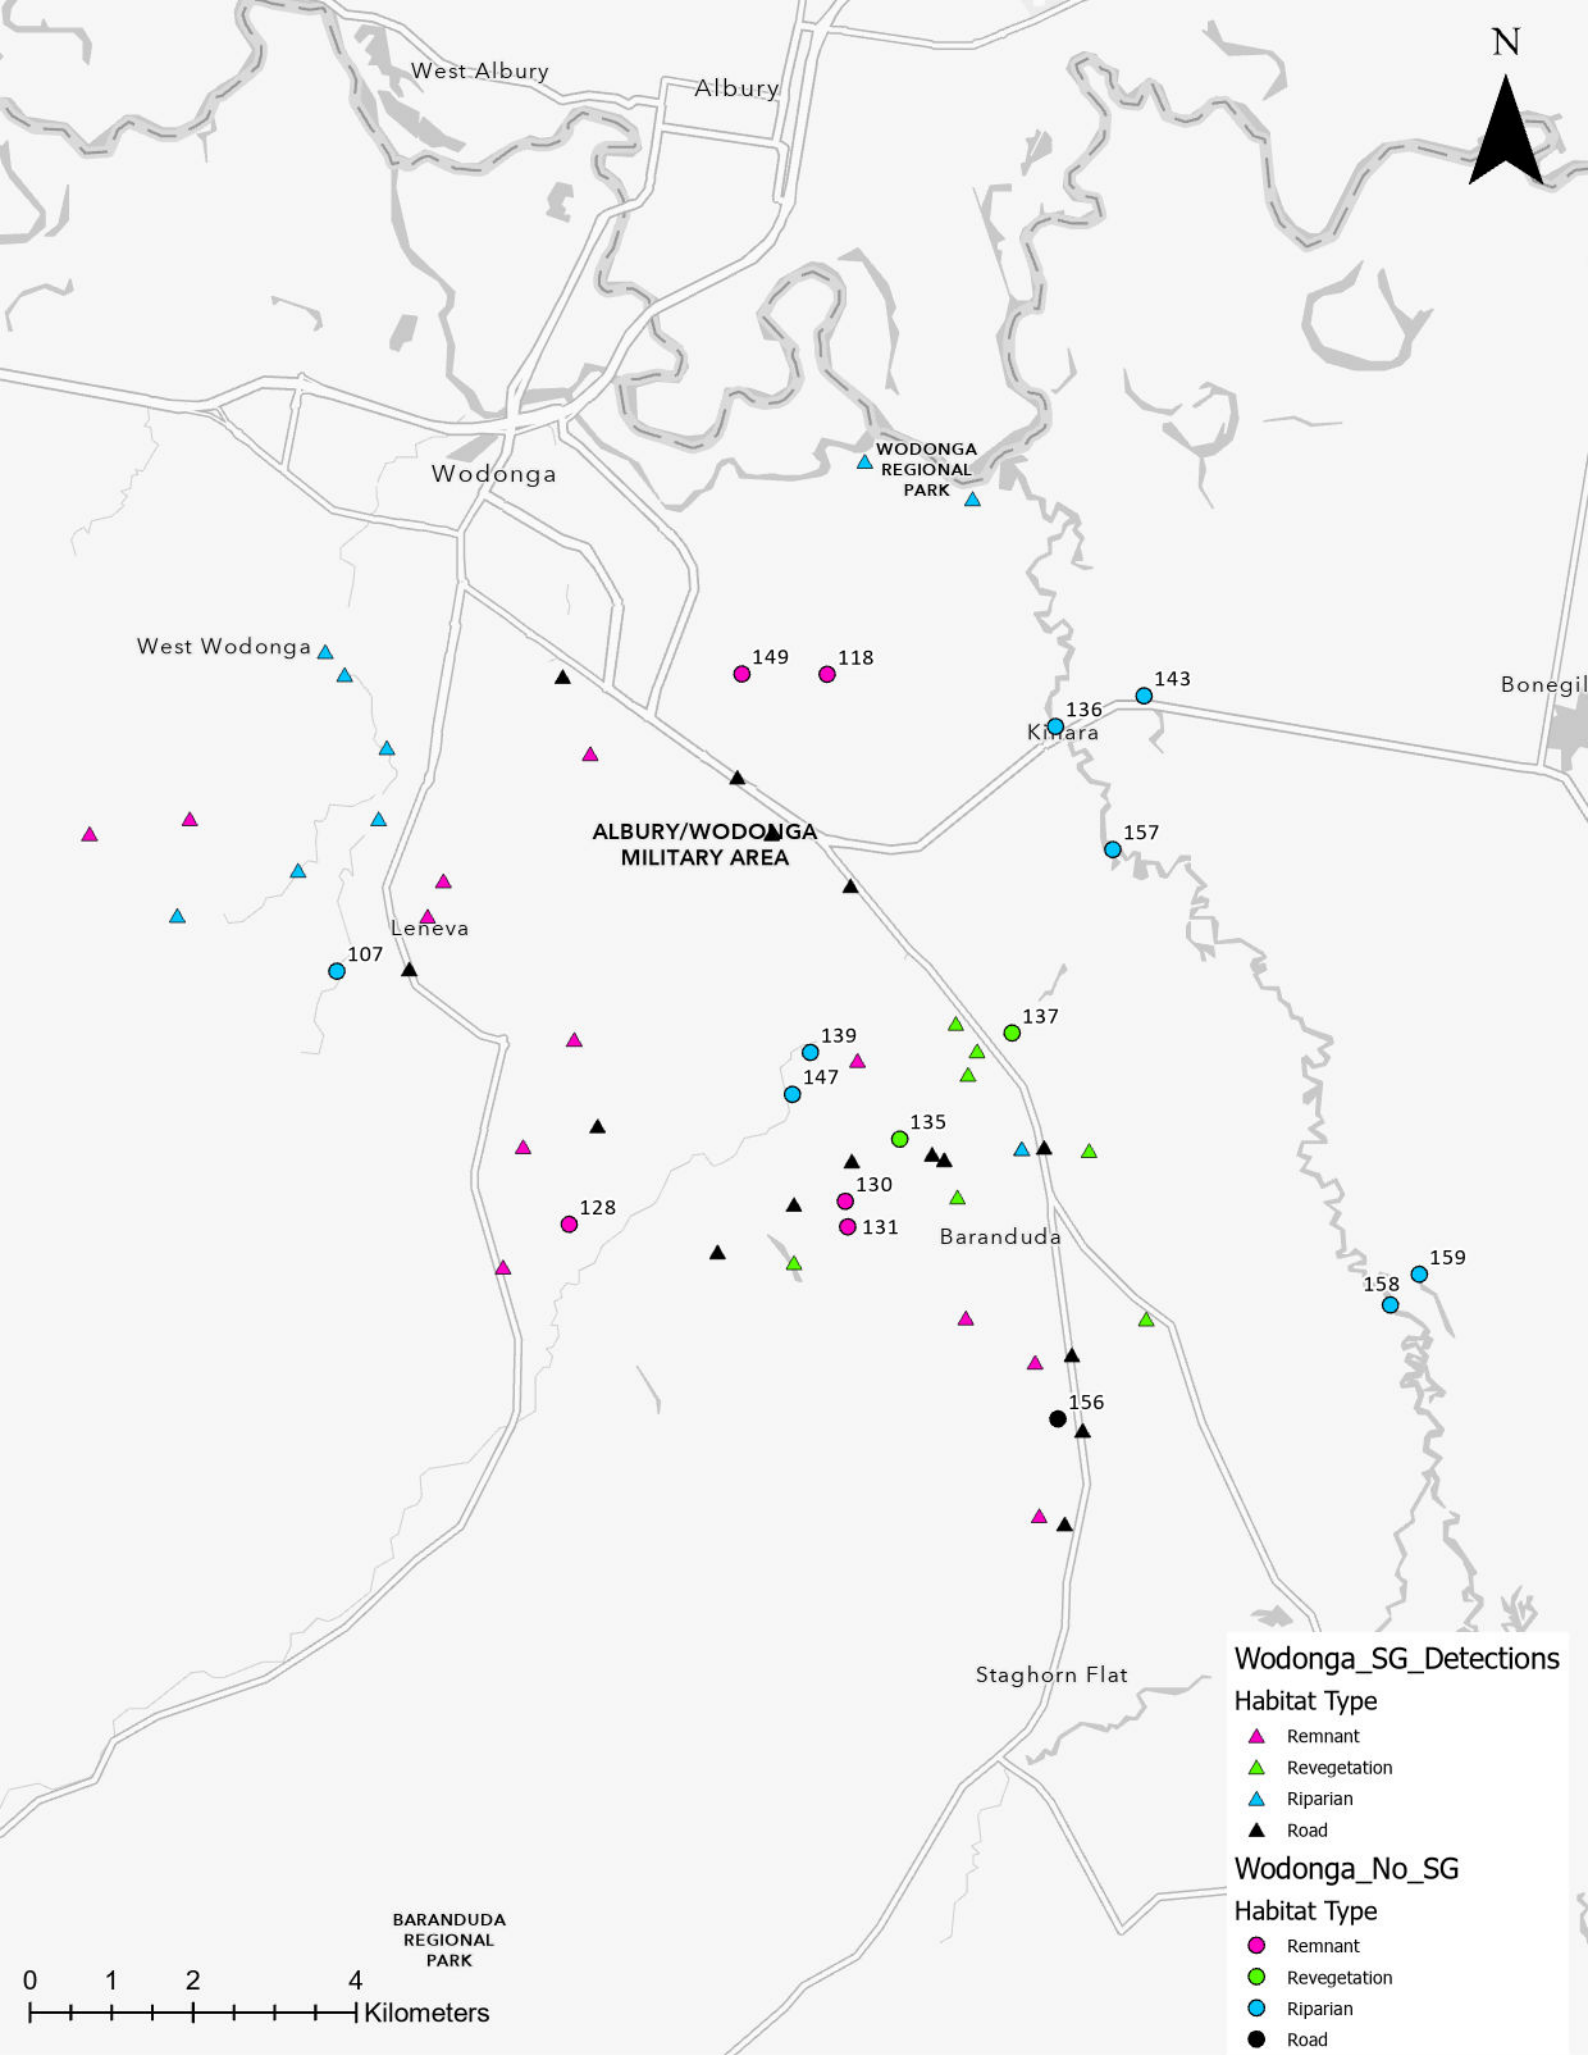 N
West Albury
Albury
WODONGA
REGIONAL
PARK
Wodonga
West Wodonga
149
118
143
Bonegil
136
Kinara
ALBURY/WODONGA
MILITARY AREA
157
Leneva
107
137
139
147
135
130
128
131
Baranduda
159
158
156
Staghorn Flat
Wodonga_SG_Detections
Habitat Type
Remnant
Revegetation
Riparian
Road
Wodonga_No_SG
Habitat Type
Remnant
Revegetation
Riparian
Road
BARANDUDA
REGIONAL
PARK
0 1 2 4
Kilometers